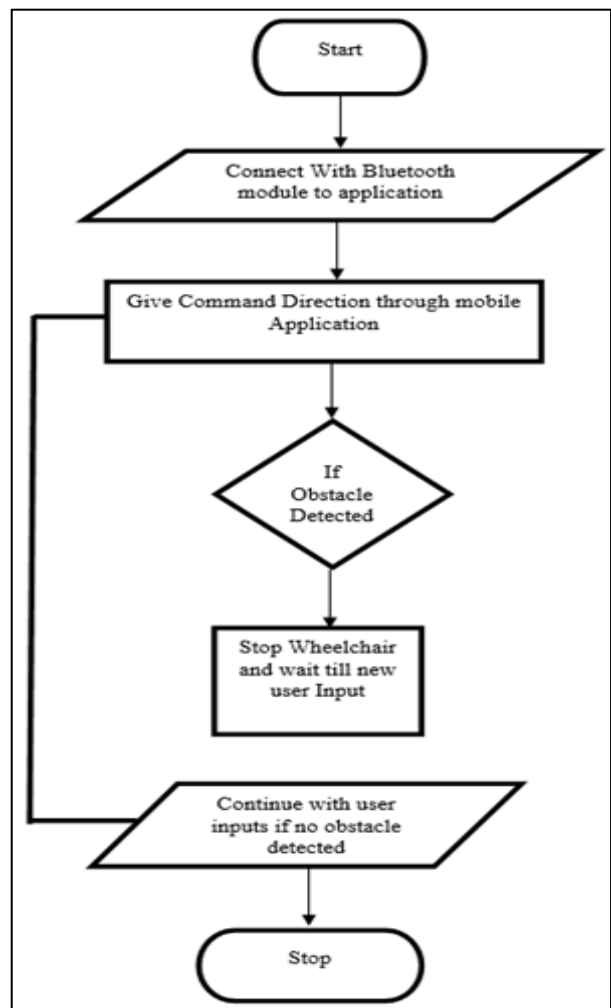 Start
Connect With Bluetooth
module to application
Give Command Direction through mobile
Application
If
Obstacle
Detected
Stop Wheelchair
and wait till new
user Input
Continue with user
inputs if no obstacle
detected
Stop